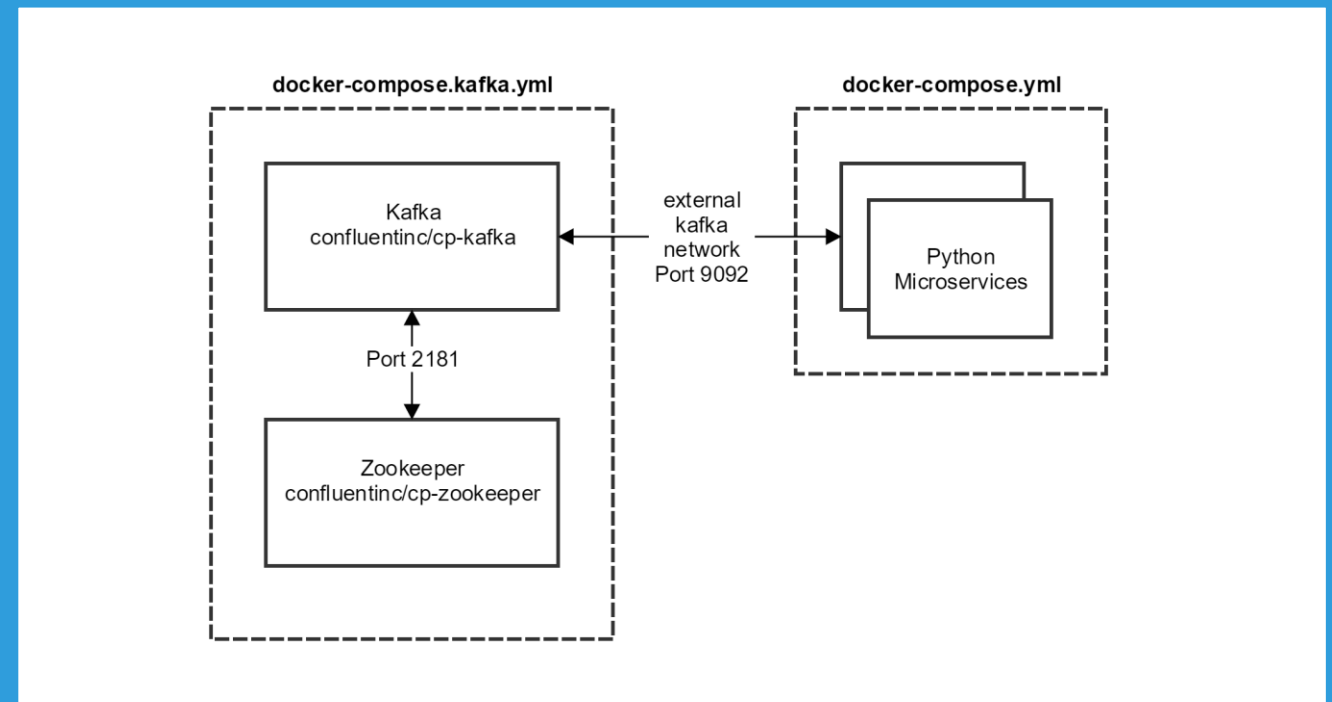 docker-compose.kafka.yml
docker-compose.yml
Kafka
confluentinc/cp-kafka
external
kafka
network
Port 9092
Python
Microservices
Port 2181
Zookeeper
confluentinc/cp-zookeeper